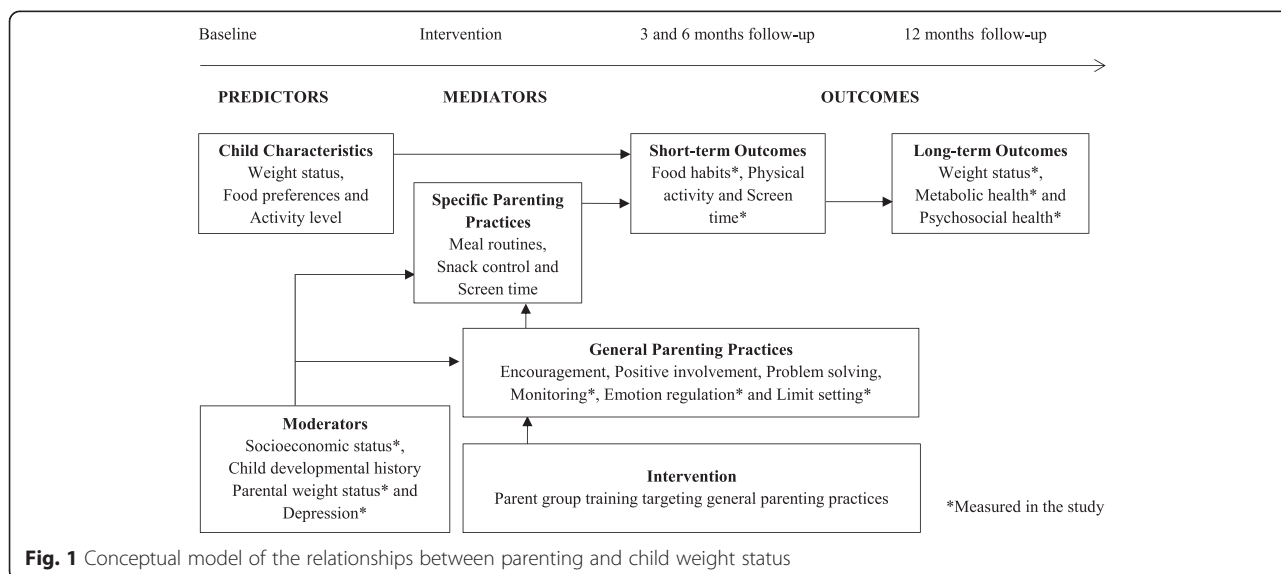 Baseline
Intervention
3 and 6 months follow-up
12 months follow-up
PREDICTORS
MEDIATORS
OUTCOMES
Child Characteristics
Weight status,
Food preferences and
Activity level
Specific Parenting
Practices
Meal routines,
Snack control and
Screen time
Short-term Outcomes
Food habits*, Physical
activity and Screen
time*
Long-term Outcomes
Weight status*,
Metabolic health* and
Psychosocial health*
General Parenting Practices
Encouragement, Positive involvement, Problem solving,
Monitoring*, Emotion regulation* and Limit setting*
Moderators
Socioeconomic status*,
Child developmental history
Parental weight status* and
Depression*
Intervention
Parent group training targeting general parenting practices
*Measured in the study
Fig. 1 Conceptual model of the relationships between parenting and child weight status